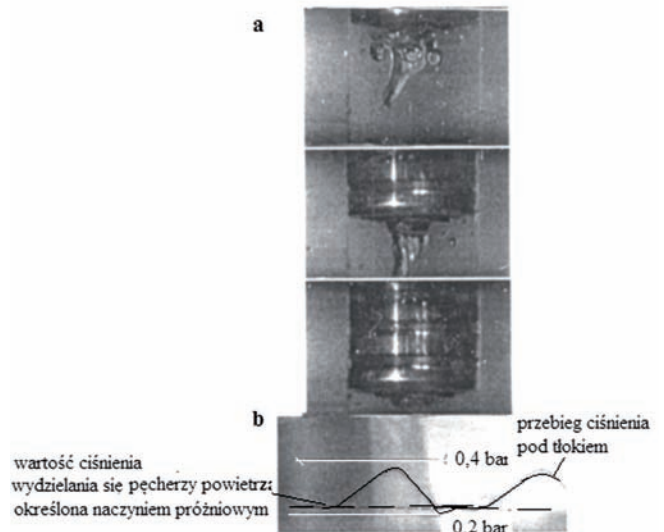 a
b
przebieg ciśnienia
pod tłokiem
0,4 bar
wartość ciśnienia
wydzielania się pęcherzy powietrza
określona naczyniem próżniowym
0,2 bar